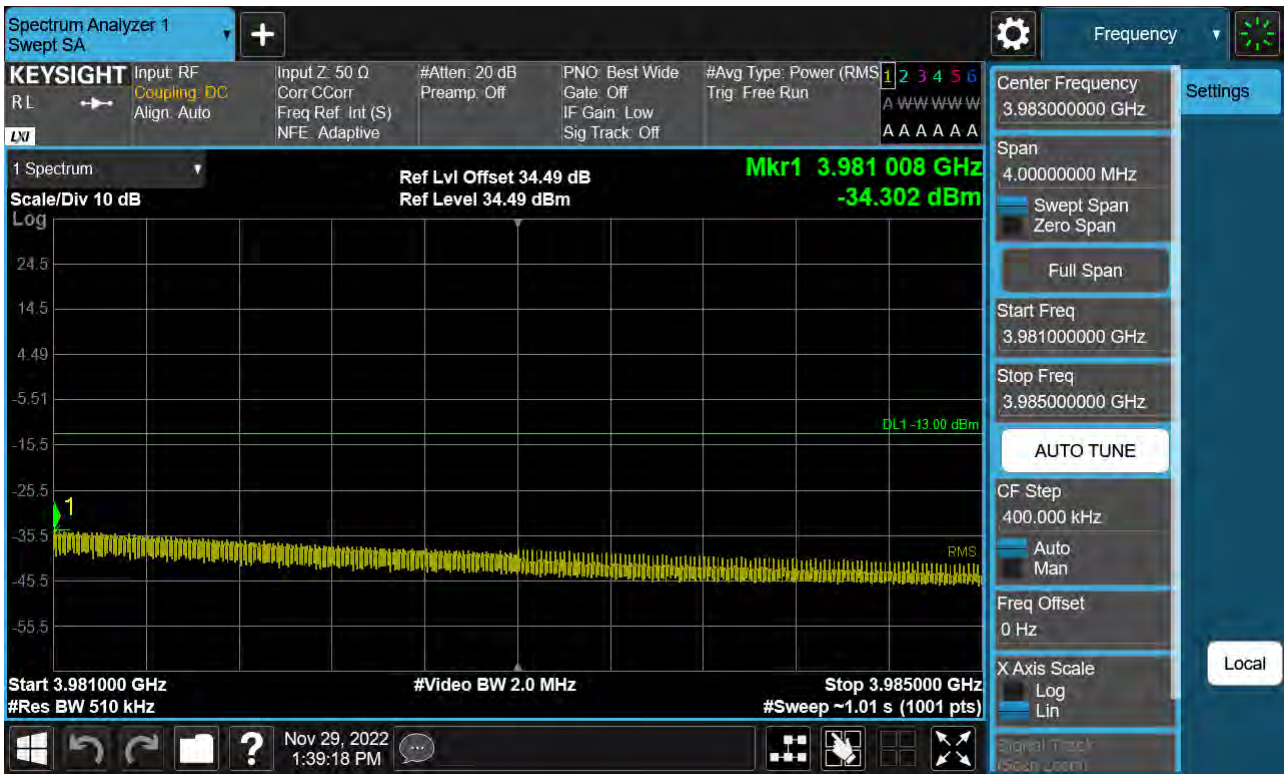 Spectrum Analyzer 1
Swept SA
+
Frequency
KEYSIGHT
RL
LXI
Input: RF
Coupling: DC
Align: Auto
Input Z: 50 Ω
Corr CCorr
Freq Ref: Int (S)
NFE: Adaptive
#Atten: 20 dB
Preamp: Off
PNO: Best Wide
Gate: Off
IF Gain: Low
Sig Track: Off
#Avg Type: Power (RMS
Trig: Free Run
1 2 3 4 5 6
A W W W W W
A A A A A A
1 Spectrum
Scale/Div 10 dB
Log
Ref Lvl Offset 34.49 dB
Ref Level 34.49 dBm
Mkr1 3.981 008 GHz
-34.302 dBm
24.5
14.5
4.49
-5.51
DL1 -13.00 dBm
-15.5
-25.5
1
-35.5
RMS
-45.5
-55.5
Start 3.981000 GHz
#Video BW 2.0 MHz
Stop 3.985000 GHz
#Res BW 510 kHz
#Sweep ~1.01 s (1001 pts)
Center Frequency
3.983000000 GHz
Span
4.00000000 MHz
Swept Span
Zero Span
Full Span
Start Freq
3.981000000 GHz
Stop Freq
3.985000000 GHz
AUTO TUNE
CF Step
400.000 kHz
Auto
Man
Freq Offset
0 Hz
X Axis Scale
Log
Lin
Signal Track
(Span Zoom)
Settings
Local
?
Nov 29, 2022
1:39:18 PM